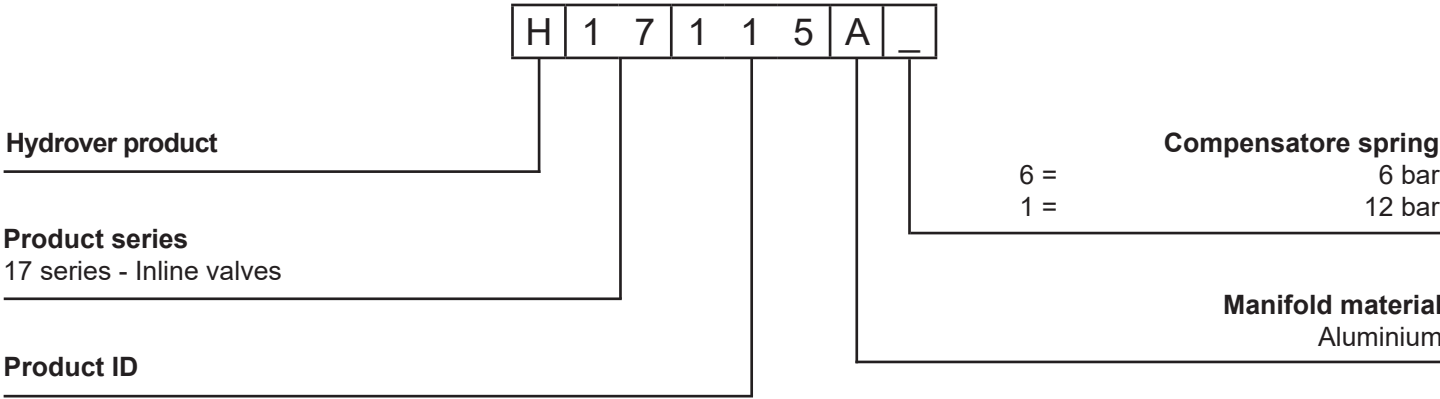 H 1 7 1 1 5 A _
Hydrover product
Product series
17 series - Inline valves
Product ID
Compensatore spring
6 = 6 bar
1 = 12 bar
Manifold material
Aluminium